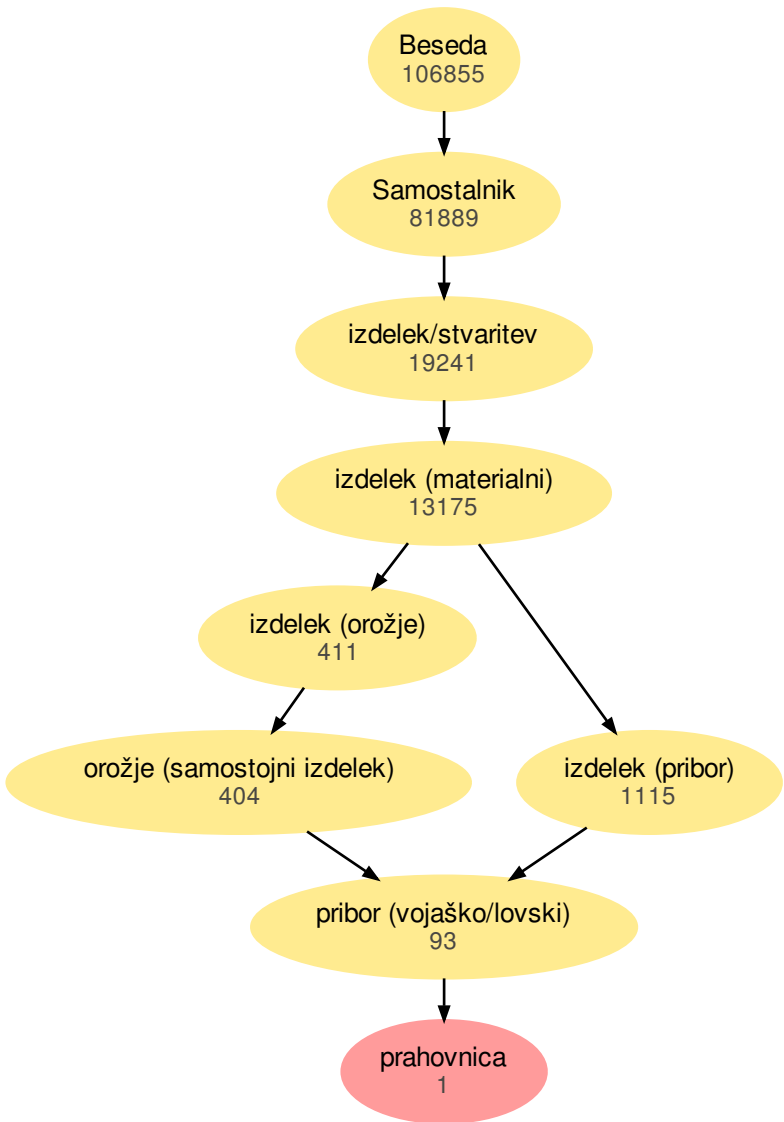 Beseda
106855
Samostalnik
81889
izdelek/stvaritev
19241
izdelek (materialni)
13175
izdelek (orožje)
411
orožje (samostojni izdelek)
404
izdelek (pribor)
1115
pribor (vojaško/lovski)
93
prahovnica
1